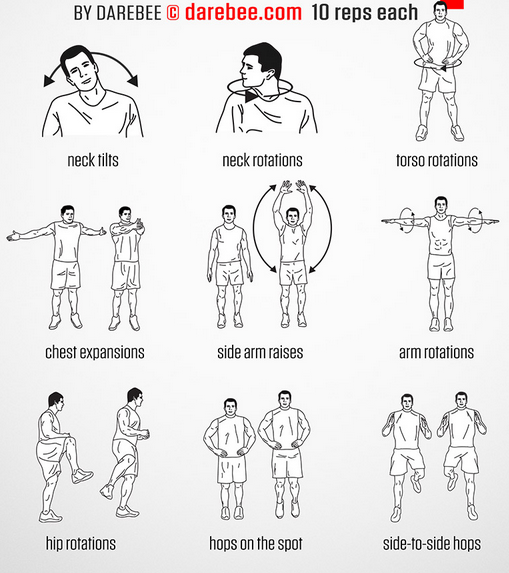 BY DAREBEE © darebee.com 10 reps each
neck tilts
neck rotations
torso rotations
chest expansions
side arm raises
arm rotations
hip rotations
hops on the spot
side-to-side hops